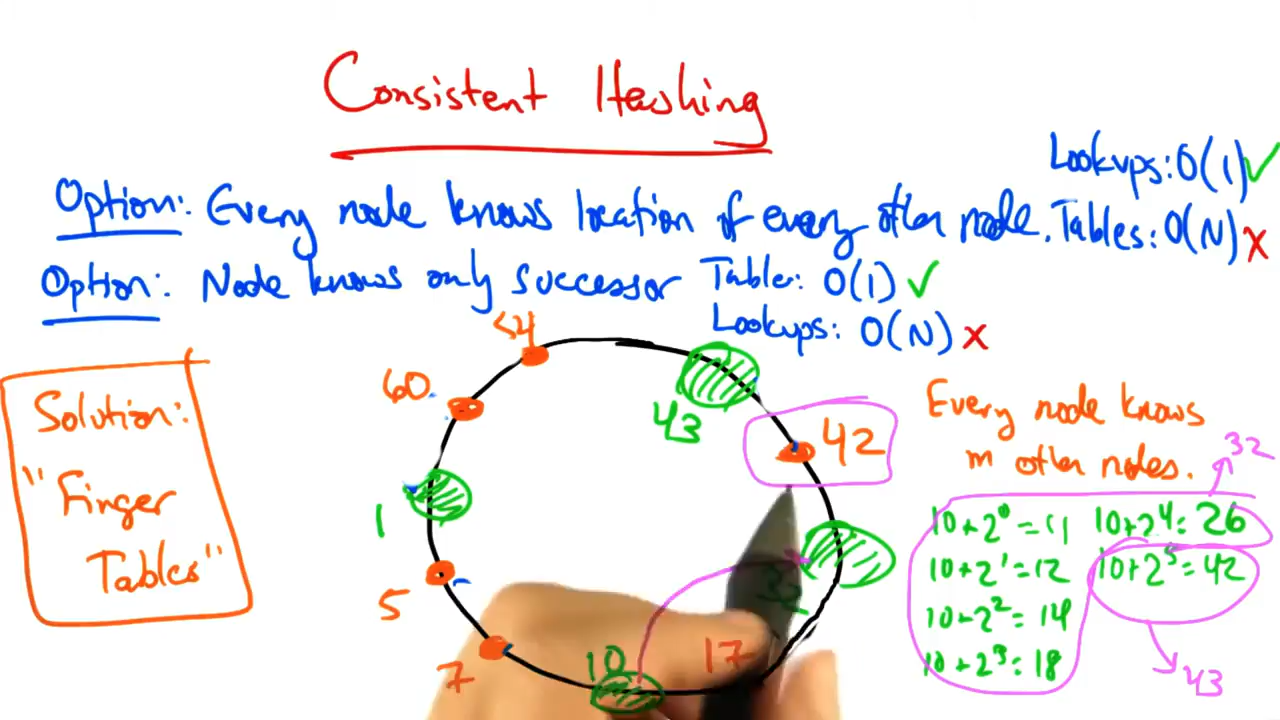 Consistent Hashing
Lookups: O(1) ✓
Option: Every node knows location of every other node. Tables: O(N) x
Option: Node knows only successor Table: O(1) ✓
Lookups: O(N) x
Solution:
"Finger
Tables"
54
60
43
42
1
5
7
10
17
32
Every node knows
m other nodes.
32
10+2⁰=11 10+2⁴=26
10+2¹=12 10+2⁵=42
10+2²=14
10+2³=18
43